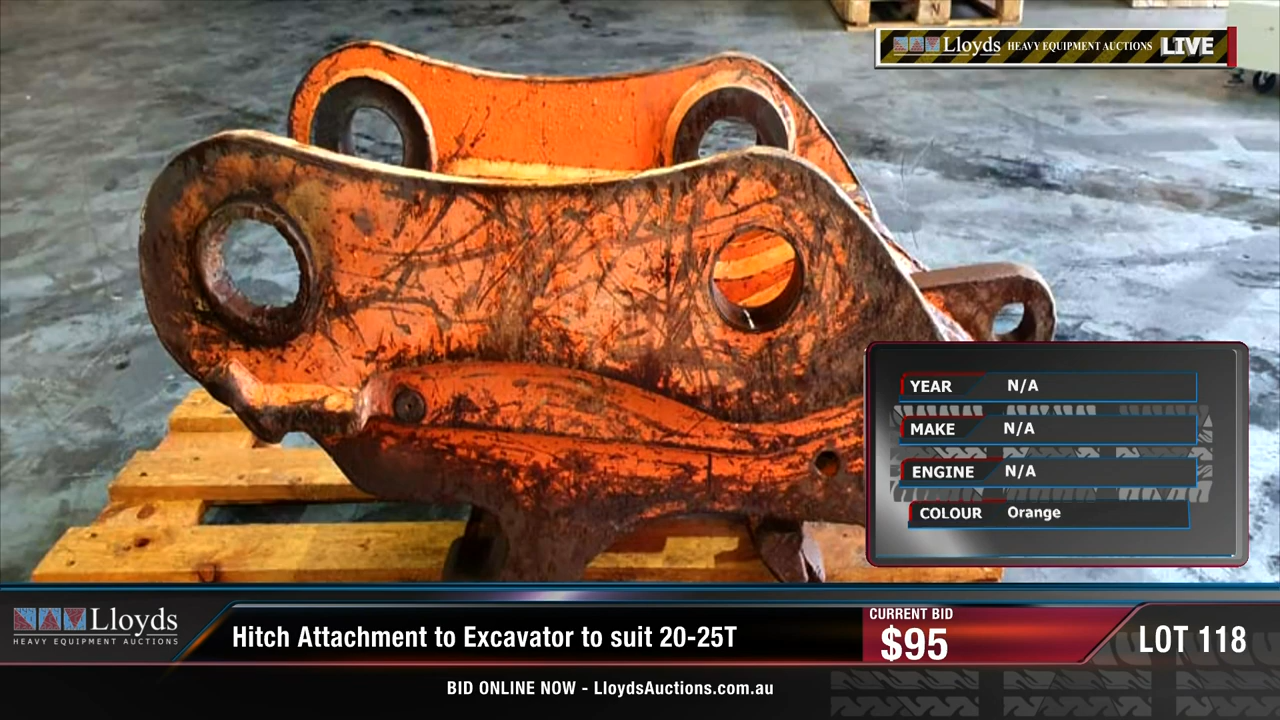 Lloyds HEAVY EQUIPMENT AUCTIONS LIVE
YEAR N/A
MAKE N/A
ENGINE N/A
COLOUR Orange
Lloyds
HEAVY EQUIPMENT AUCTIONS
Hitch Attachment to Excavator to suit 20-25T
CURRENT BID
$95
LOT 118
BID ONLINE NOW - LloydsAuctions.com.au